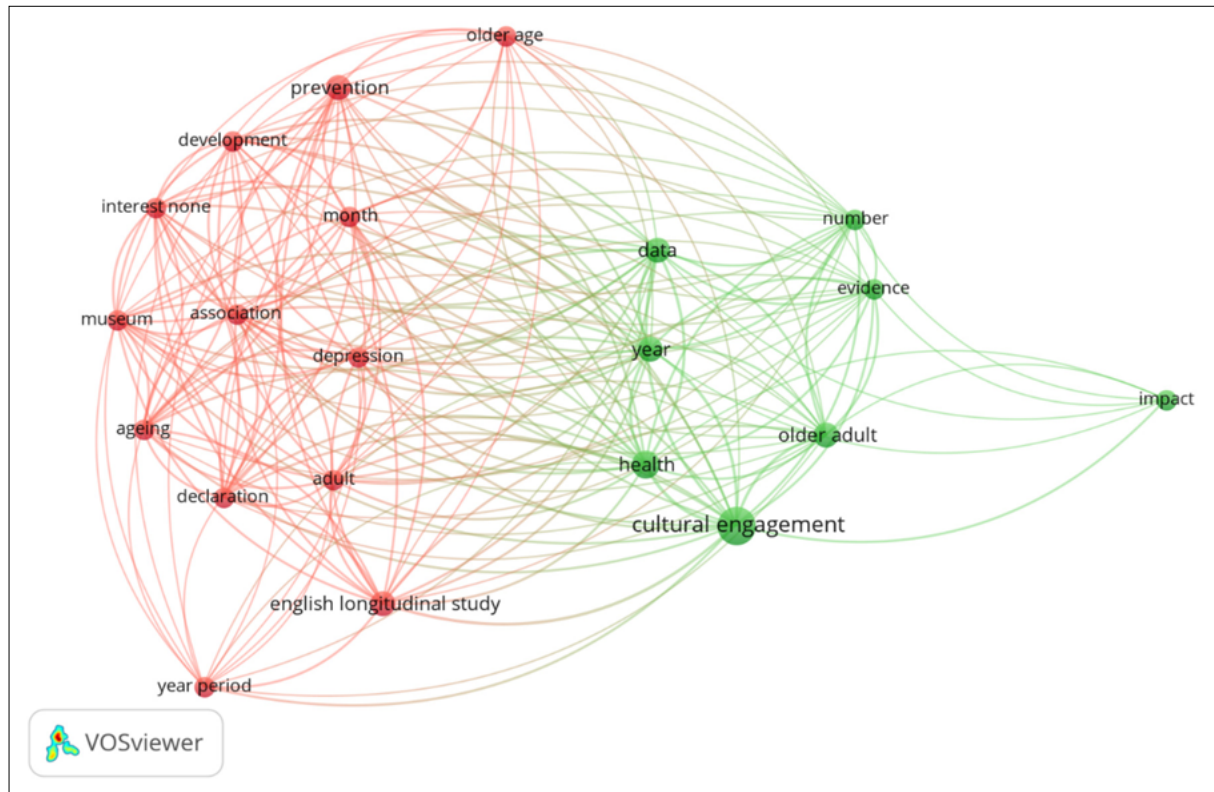 older age
prevention
development
interest none
month
number
data
evidence
museum
association
depression
year
impact
ageing
older adult
health
adult
declaration
cultural engagement
english longitudinal study
year period
VOSviewer